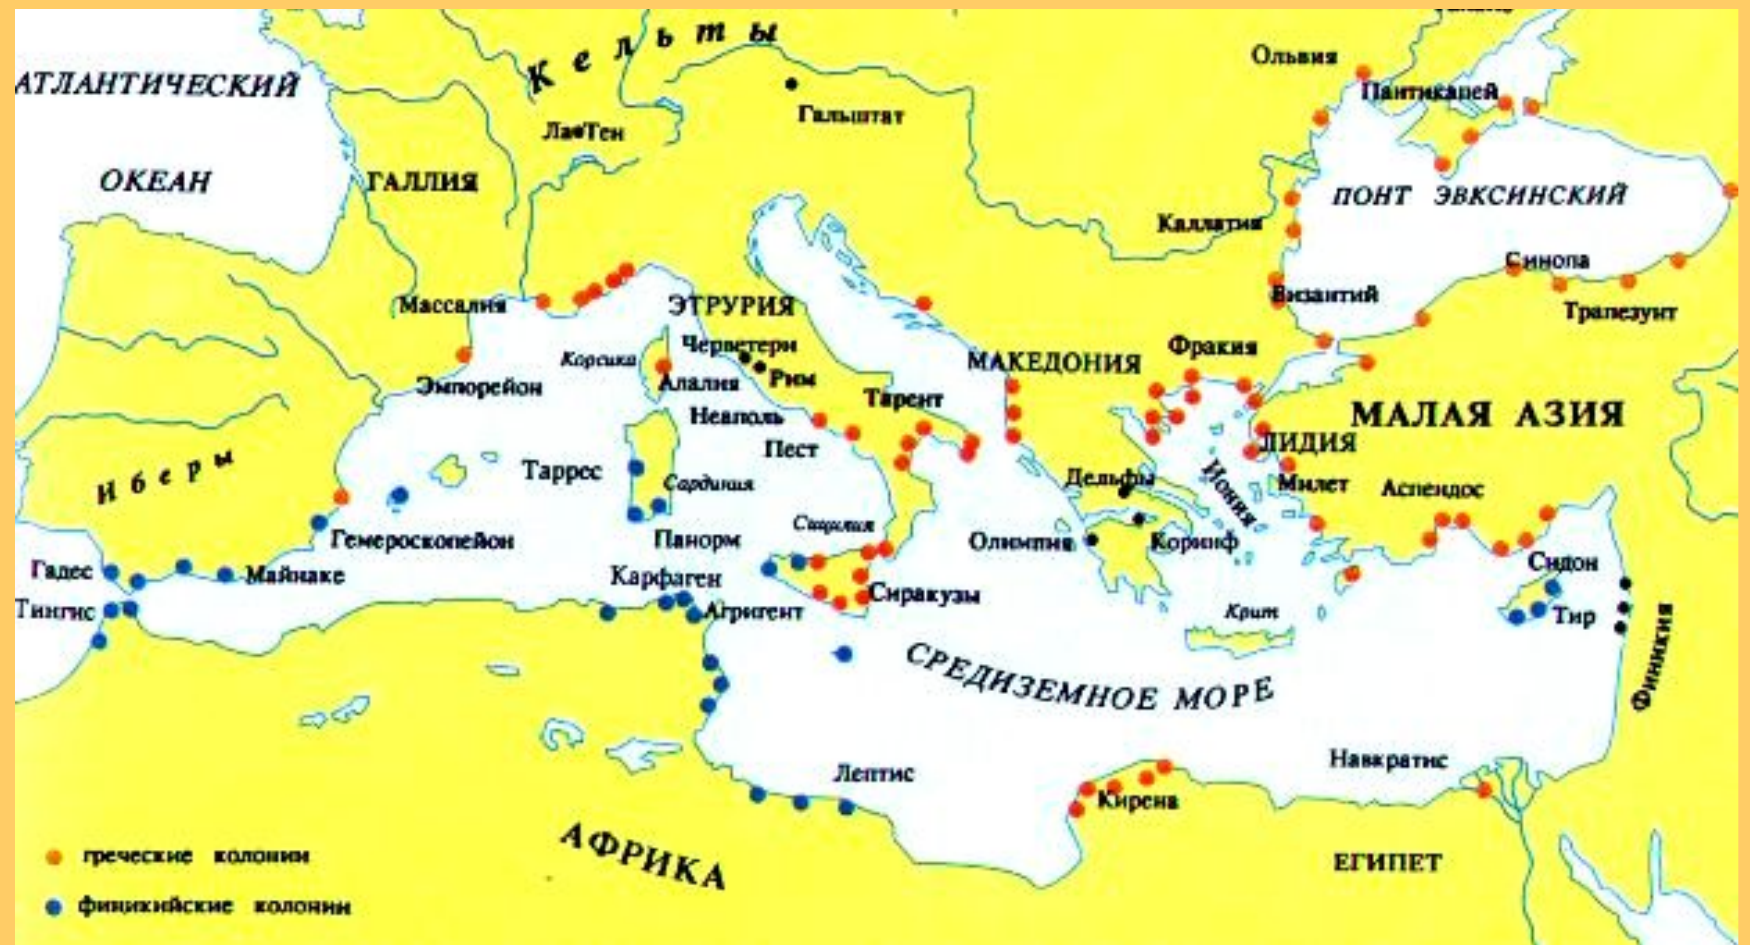 Кельты
Ольвия
АТЛАНТИЧЕСКИЙ
Пантикапей
Гальштат
Ла Тен
ОКЕАН
ГАЛЛИЯ
ПОНТ ЭВКСИНСКИЙ
Каллатия
Синопа
Массалия
ЭТРУРИЯ
Византий
Трапезунт
Черветери
Корсика
МАКЕДОНИЯ
Фракия
Эмпорейон
Алалия
Рим
Тарент
Неаполь
МАЛАЯ АЗИЯ
Пест
ЛИДИЯ
Иберы
Таррес
Сардиния
Дельфы
Иония
Милет
Аспендос
Сицилия
Гемероскопейон
Панорм
Олимпия
Коринф
Гадес
Майнаке
Карфаген
Сиракузы
Сидон
Тингис
Агригент
Крит
Тир
Финикия
СРЕДИЗЕМНОЕ МОРЕ
Лептис
Навкратис
Кирена
АФРИКА
ЕГИПЕТ
греческие колонии
финикийские колонии